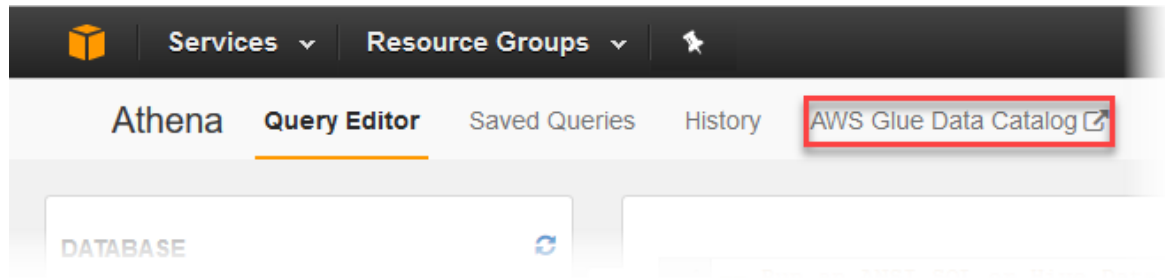 Services Resource Groups
Athena Query Editor Saved Queries History AWS Glue Data Catalog
DATABASE